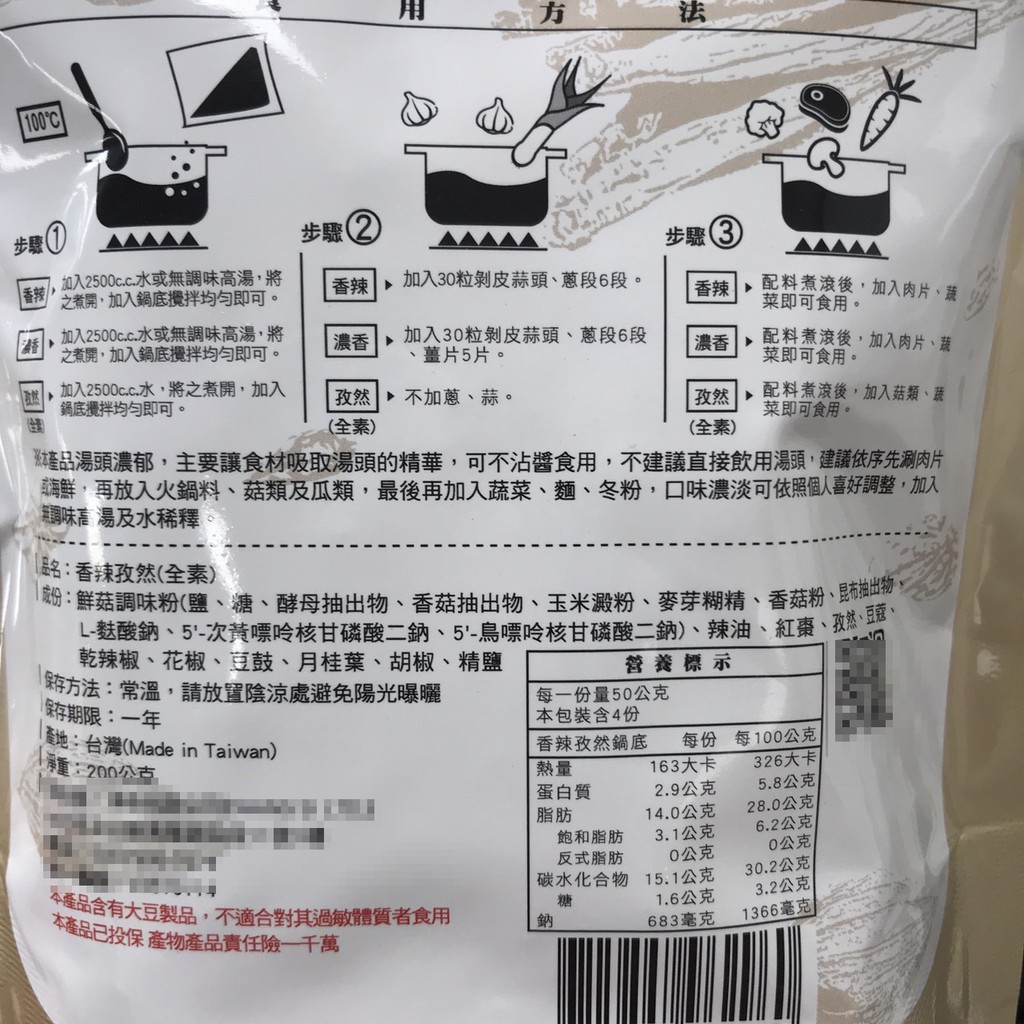 用方法
100℃
步驟①
香辣 加入2500c.c.水或無調味高湯，將
之煮開，加入鍋底攪拌均勻即可。
濃香 加入2500c.c.水或無調味高湯，將
之煮開，加入鍋底攪拌均勻即可。
孜然 加入2500c.c.水，將之煮開，加入
(全素) 鍋底攪拌均勻即可。
步驟②
香辣 加入30粒剝皮蒜頭、蔥段6段。
濃香 加入30粒剝皮蒜頭、蔥段6段
、薑片5片。
孜然 不加蔥、蒜。
(全素)
步驟③
香辣 配料煮滾後，加入肉片、蔬
菜即可食用。
濃香 配料煮滾後，加入肉片、蔬
菜即可食用。
孜然 配料煮滾後，加入菇類、蔬
(全素) 菜即可食用。
※本產品湯頭濃郁，主要讓食材吸取湯頭的精華，可不沾醬食用，不建議直接飲用湯頭，建議依序先涮肉片
或海鮮，再放入火鍋料、菇類及瓜類，最後再加入蔬菜、麵、冬粉，口味濃淡可依照個人喜好調整，加入
無調味高湯及水稀釋。
品名：香辣孜然(全素)
成份：鮮菇調味粉(鹽、糖、酵母抽出物、香菇抽出物、玉米澱粉、麥芽糊精、香菇粉、昆布抽出物、
L-麩酸鈉、5'-次黃嘌呤核甘磷酸二鈉、5'-鳥嘌呤核甘磷酸二鈉)、辣油、紅棗、孜然、豆蔻、
乾辣椒、花椒、豆鼓、月桂葉、胡椒、精鹽
保存方法：常溫，請放置陰涼處避免陽光曝曬
保存期限：一年
產地：台灣(Made in Taiwan)
淨重：200公克
本產品含有大豆製品，不適合對其過敏體質者食用
本產品已投保 產物產品責任險一千萬
營養標示
每一份量50公克
本包裝含4份
香辣孜然鍋底 每份 每100公克
熱量 163大卡 326大卡
蛋白質 2.9公克 5.8公克
脂肪 14.0公克 28.0公克
飽和脂肪 3.1公克 6.2公克
反式脂肪 0公克 0公克
碳水化合物 15.1公克 30.2公克
糖 1.6公克 3.2公克
鈉 683毫克 1366毫克